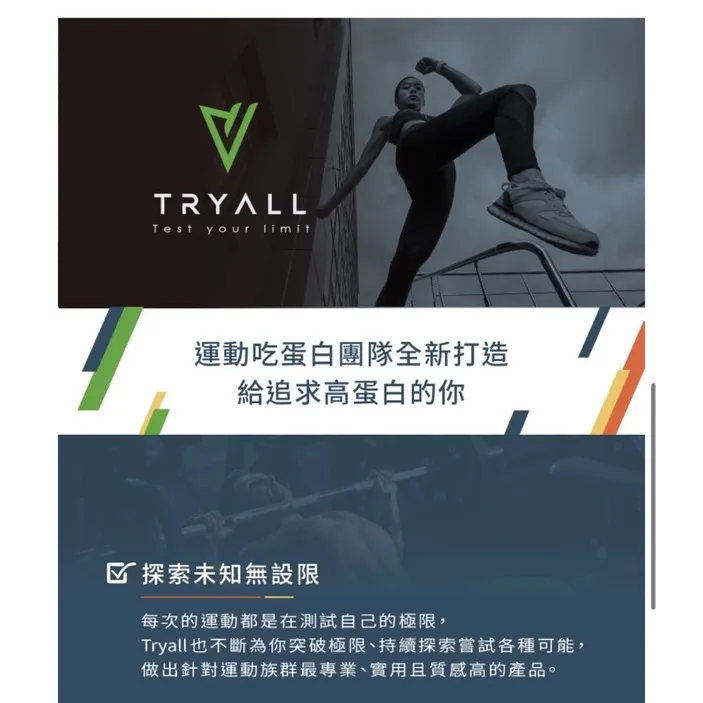 TRYALL
Test your limit
運動吃蛋白團隊全新打造
給追求高蛋白的你
探索未知無設限
每次的運動都是在測試自己的極限，
Tryall也不斷為你突破極限、持續探索嘗試各種可能，
做出針對運動族群最專業、實用且質感高的產品。